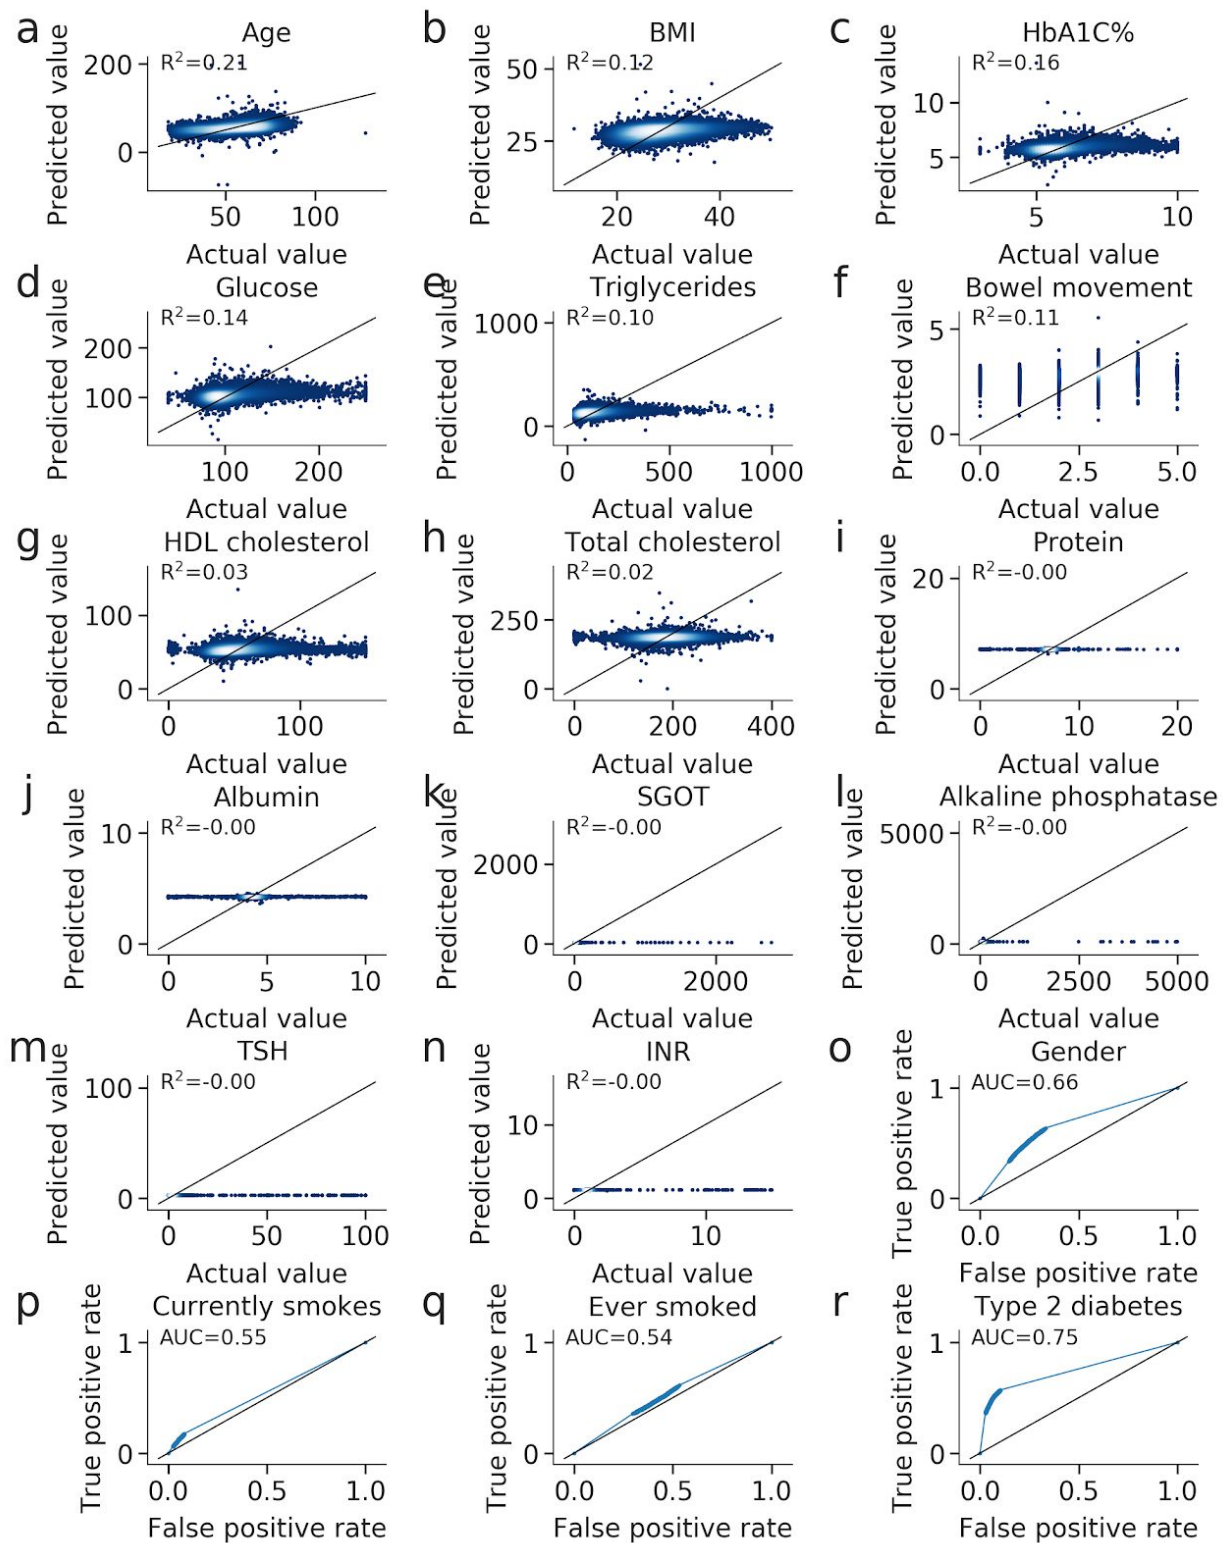 a
Age
Predicted value
R²=0.21
200
0
50
100
Actual value
b
BMI
Predicted value
R²=0.12
50
25
20
40
Actual value
c
HbA1C%
Predicted value
R²=0.16
10
5
5
10
Actual value
d
Glucose
Predicted value
R²=0.14
200
100
100
200
Actual value
e
Triglycerides
Predicted value
R²=0.10
1000
0
0
500
1000
Actual value
f
Bowel movement
Predicted value
R²=0.11
5
0
0.0
2.5
5.0
Actual value
g
HDL cholesterol
Predicted value
R²=0.03
100
0
0
100
Actual value
h
Total cholesterol
Predicted value
R²=0.02
250
0
0
200
400
Actual value
i
Protein
Predicted value
R²=-0.00
20
0
0
10
20
Actual value
j
Albumin
Predicted value
R²=-0.00
10
0
0
5
10
Actual value
k
SGOT
Predicted value
R²=-0.00
2000
0
0
2000
Actual value
l
Alkaline phosphatase
Predicted value
R²=-0.00
5000
0
0
2500
5000
Actual value
m
TSH
Predicted value
R²=-0.00
100
0
0
50
100
Actual value
n
INR
Predicted value
R²=-0.00
10
0
0
10
Actual value
o
Gender
True positive rate
AUC=0.66
1
0
0.0
0.5
1.0
False positive rate
p
Currently smokes
True positive rate
AUC=0.55
1
0
0.0
0.5
1.0
False positive rate
q
Ever smoked
True positive rate
AUC=0.54
1
0
0.0
0.5
1.0
False positive rate
r
Type 2 diabetes
True positive rate
AUC=0.75
1
0
0.0
0.5
1.0
False positive rate